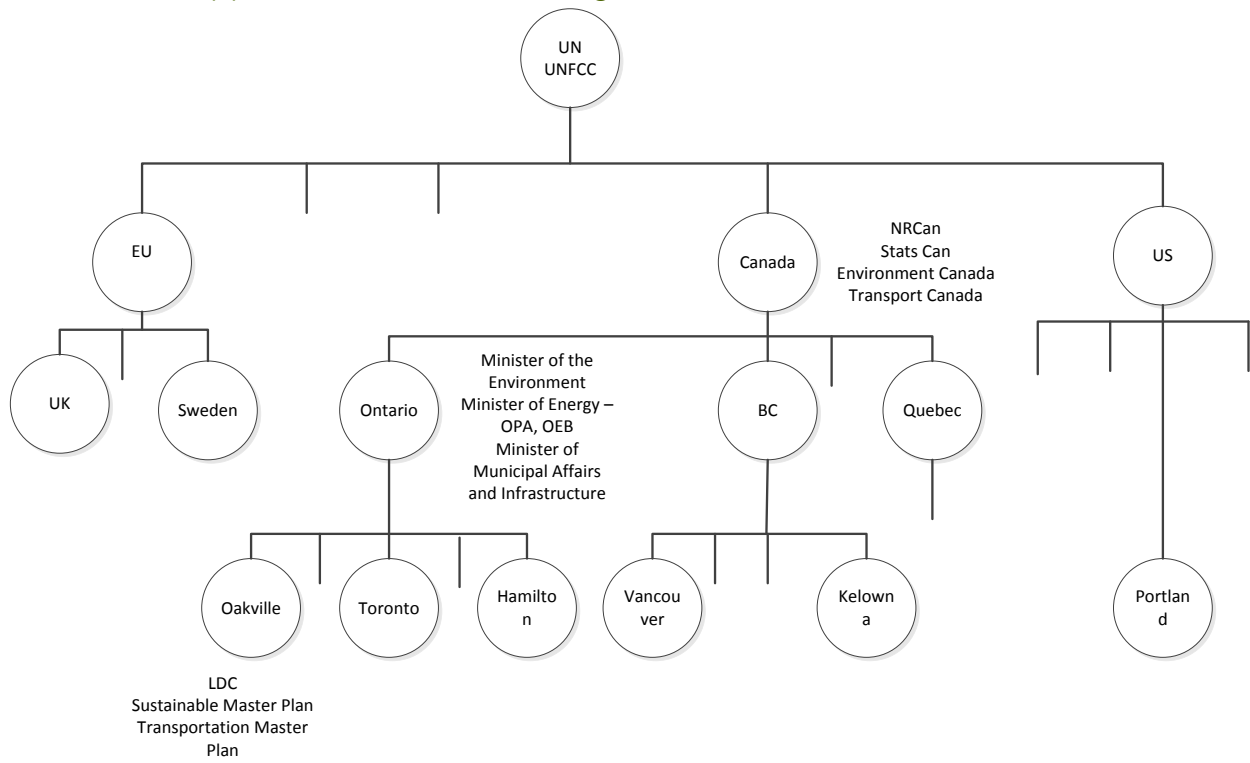 UN
UNFCC
EU
Canada
NRCan
Stats Can
Environment Canada
Transport Canada
US
UK
Sweden
Ontario
Minister of the
Environment
Minister of Energy –
OPA, OEB
Minister of
Municipal Affairs
and Infrastructure
BC
Quebec
Oakville
Toronto
Hamilto
n
Vancou
ver
Kelown
a
Portlan
d
LDC
Sustainable Master Plan
Transportation Master
Plan